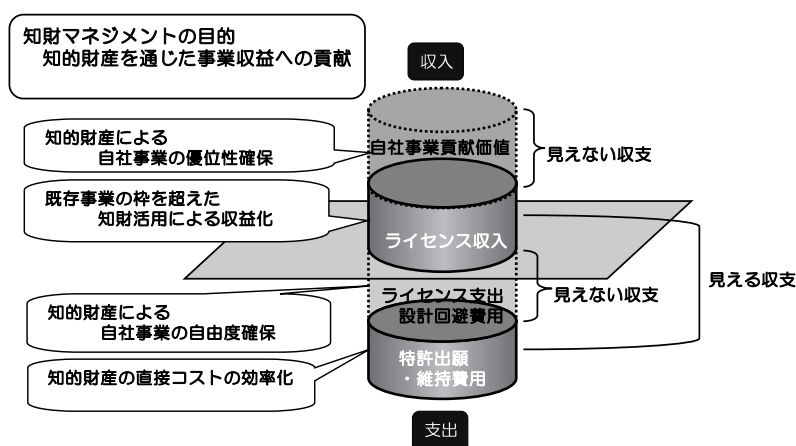 知財マネジメントの目的
知的財産を通じた事業収益への貢献
収入
知的財産による
自社事業の優位性確保
自社事業貢献価値
見えない収支
既存事業の枠を超えた
知財活用による収益化
ライセンス収入
見える収支
ライセンス支出
設計回避費用
見えない収支
知的財産による
自社事業の自由度確保
知的財産の直接コストの効率化
特許出願
・維持費用
支出